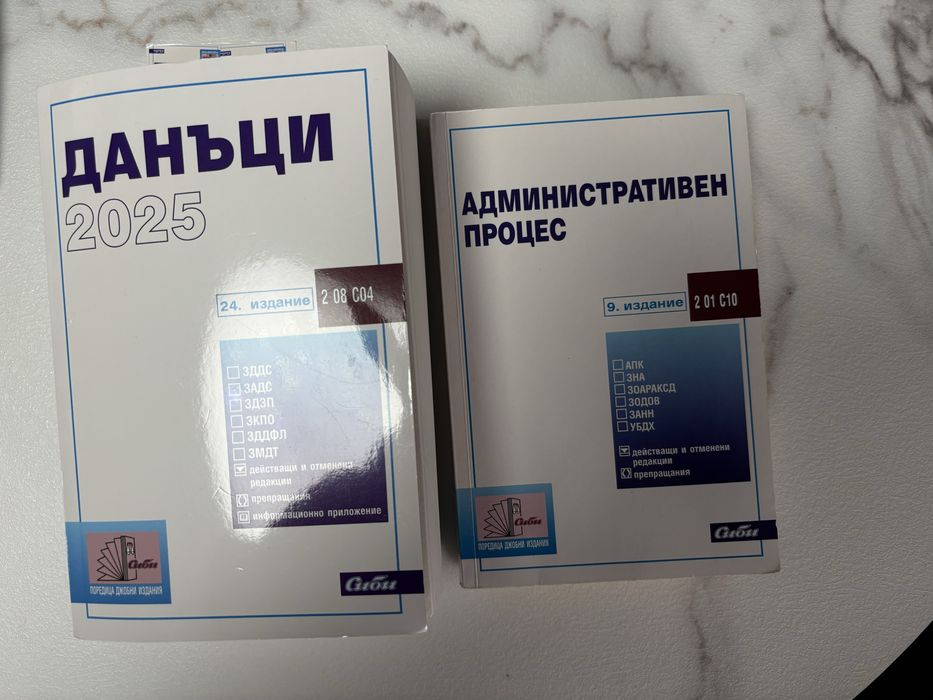 ДАНЪЦИ
2025
24. издание
2 08 С04
ЗДДС
ЗАДС
ЗДЗП
ЗКПО
ЗДДФЛ
ЗМДТ
действащи и отменени
редакции
препращания
информационно приложение
Сиби
ПОРЕДИЦА ДЖОБНИ ИЗДАНИЯ
Сиби
АДМИНИСТРАТИВЕН
ПРОЦЕС
9. издание
2 01 С10
АПК
ЗНА
ЗОАРАКСД
ЗОДОВ
ЗАНН
УБДХ
действащи и отменени
редакции
препращания
Сиби
ПОРЕДИЦА ДЖОБНИ ИЗДАНИЯ
Сиби